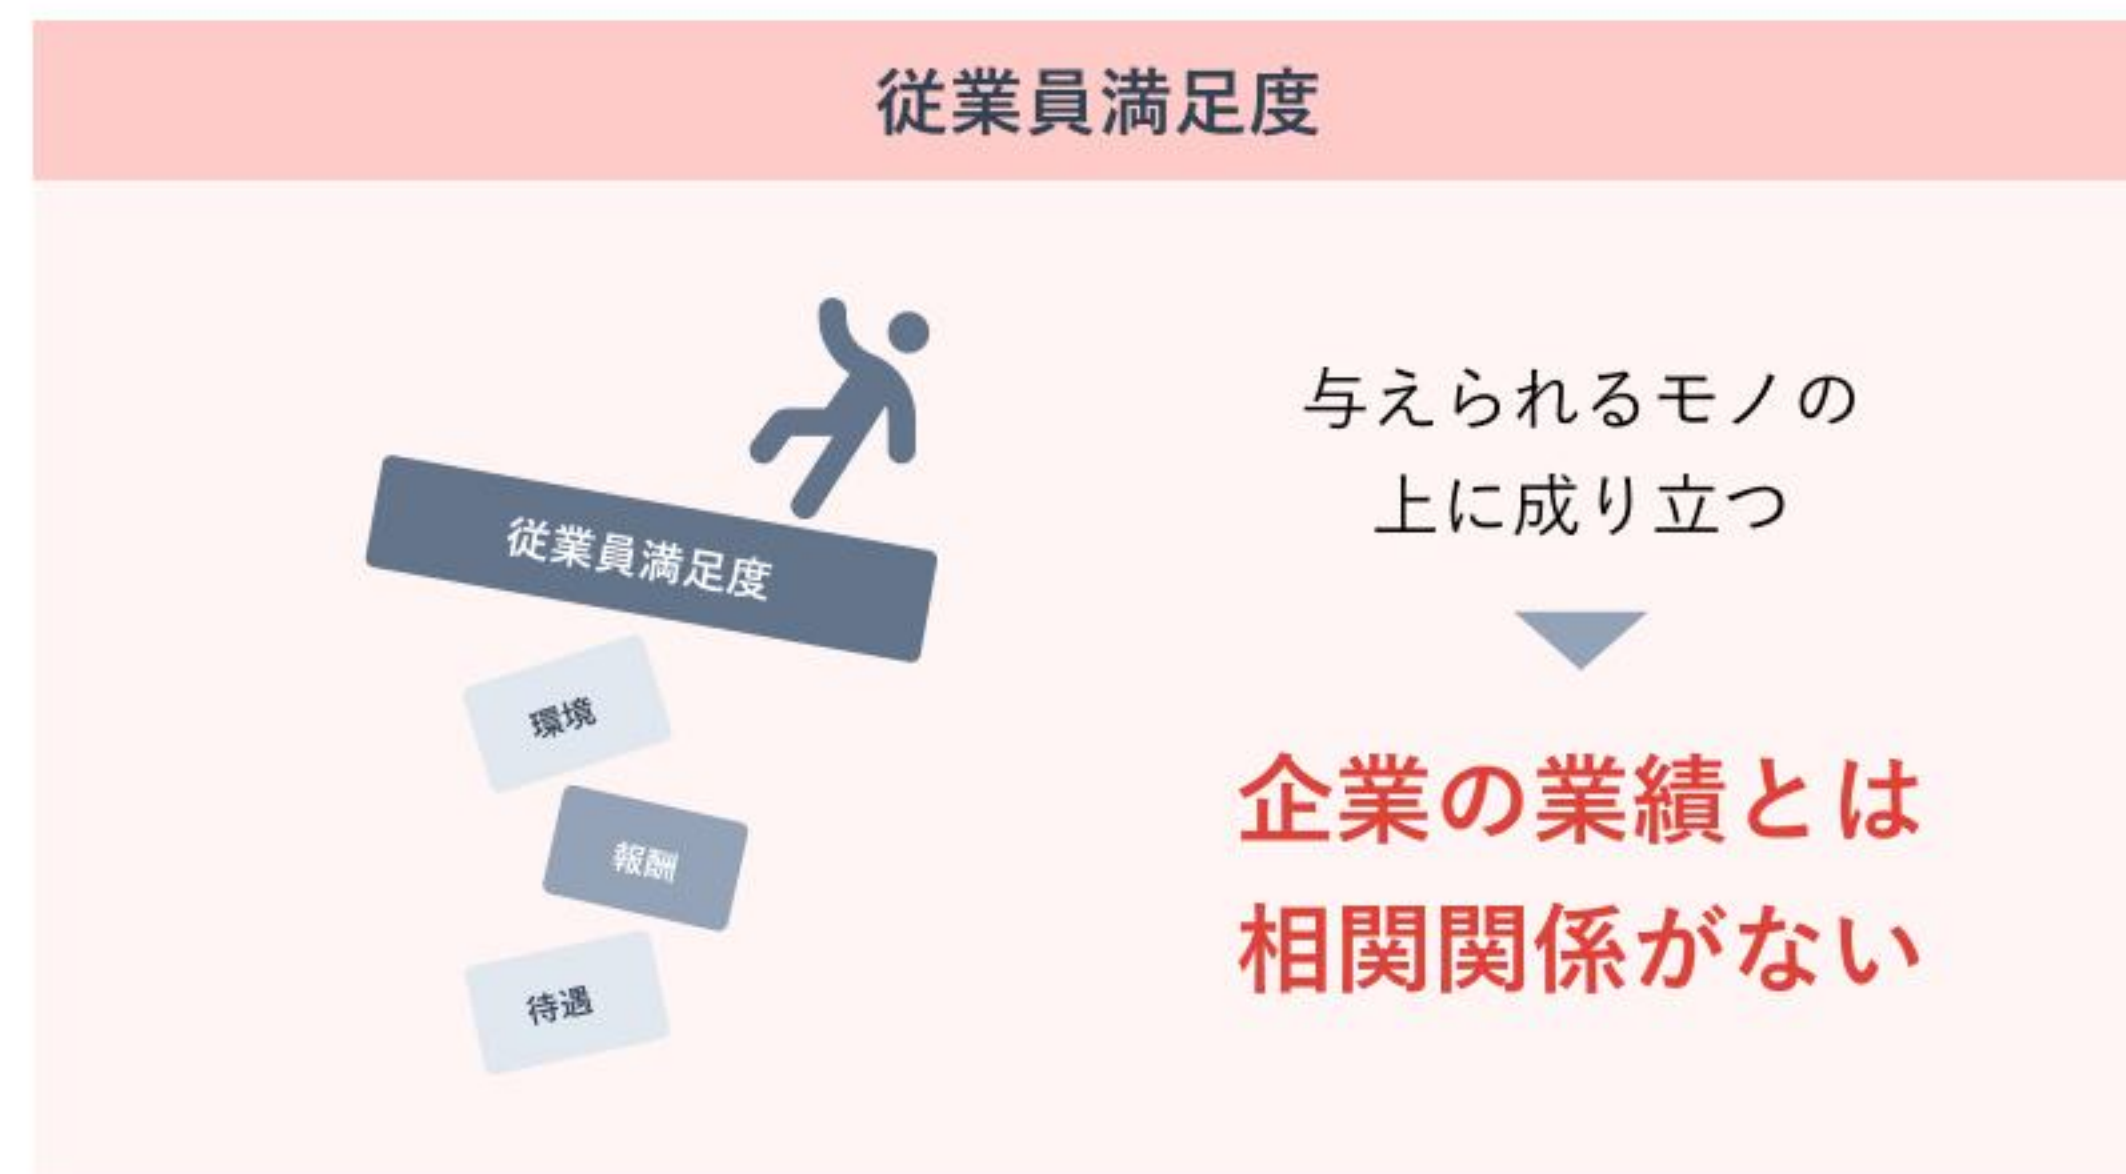 従業員満足度
従業員満足度
環境
報酬
待遇
与えられるモノの
上に成り立つ
企業の業績とは
相関関係がない